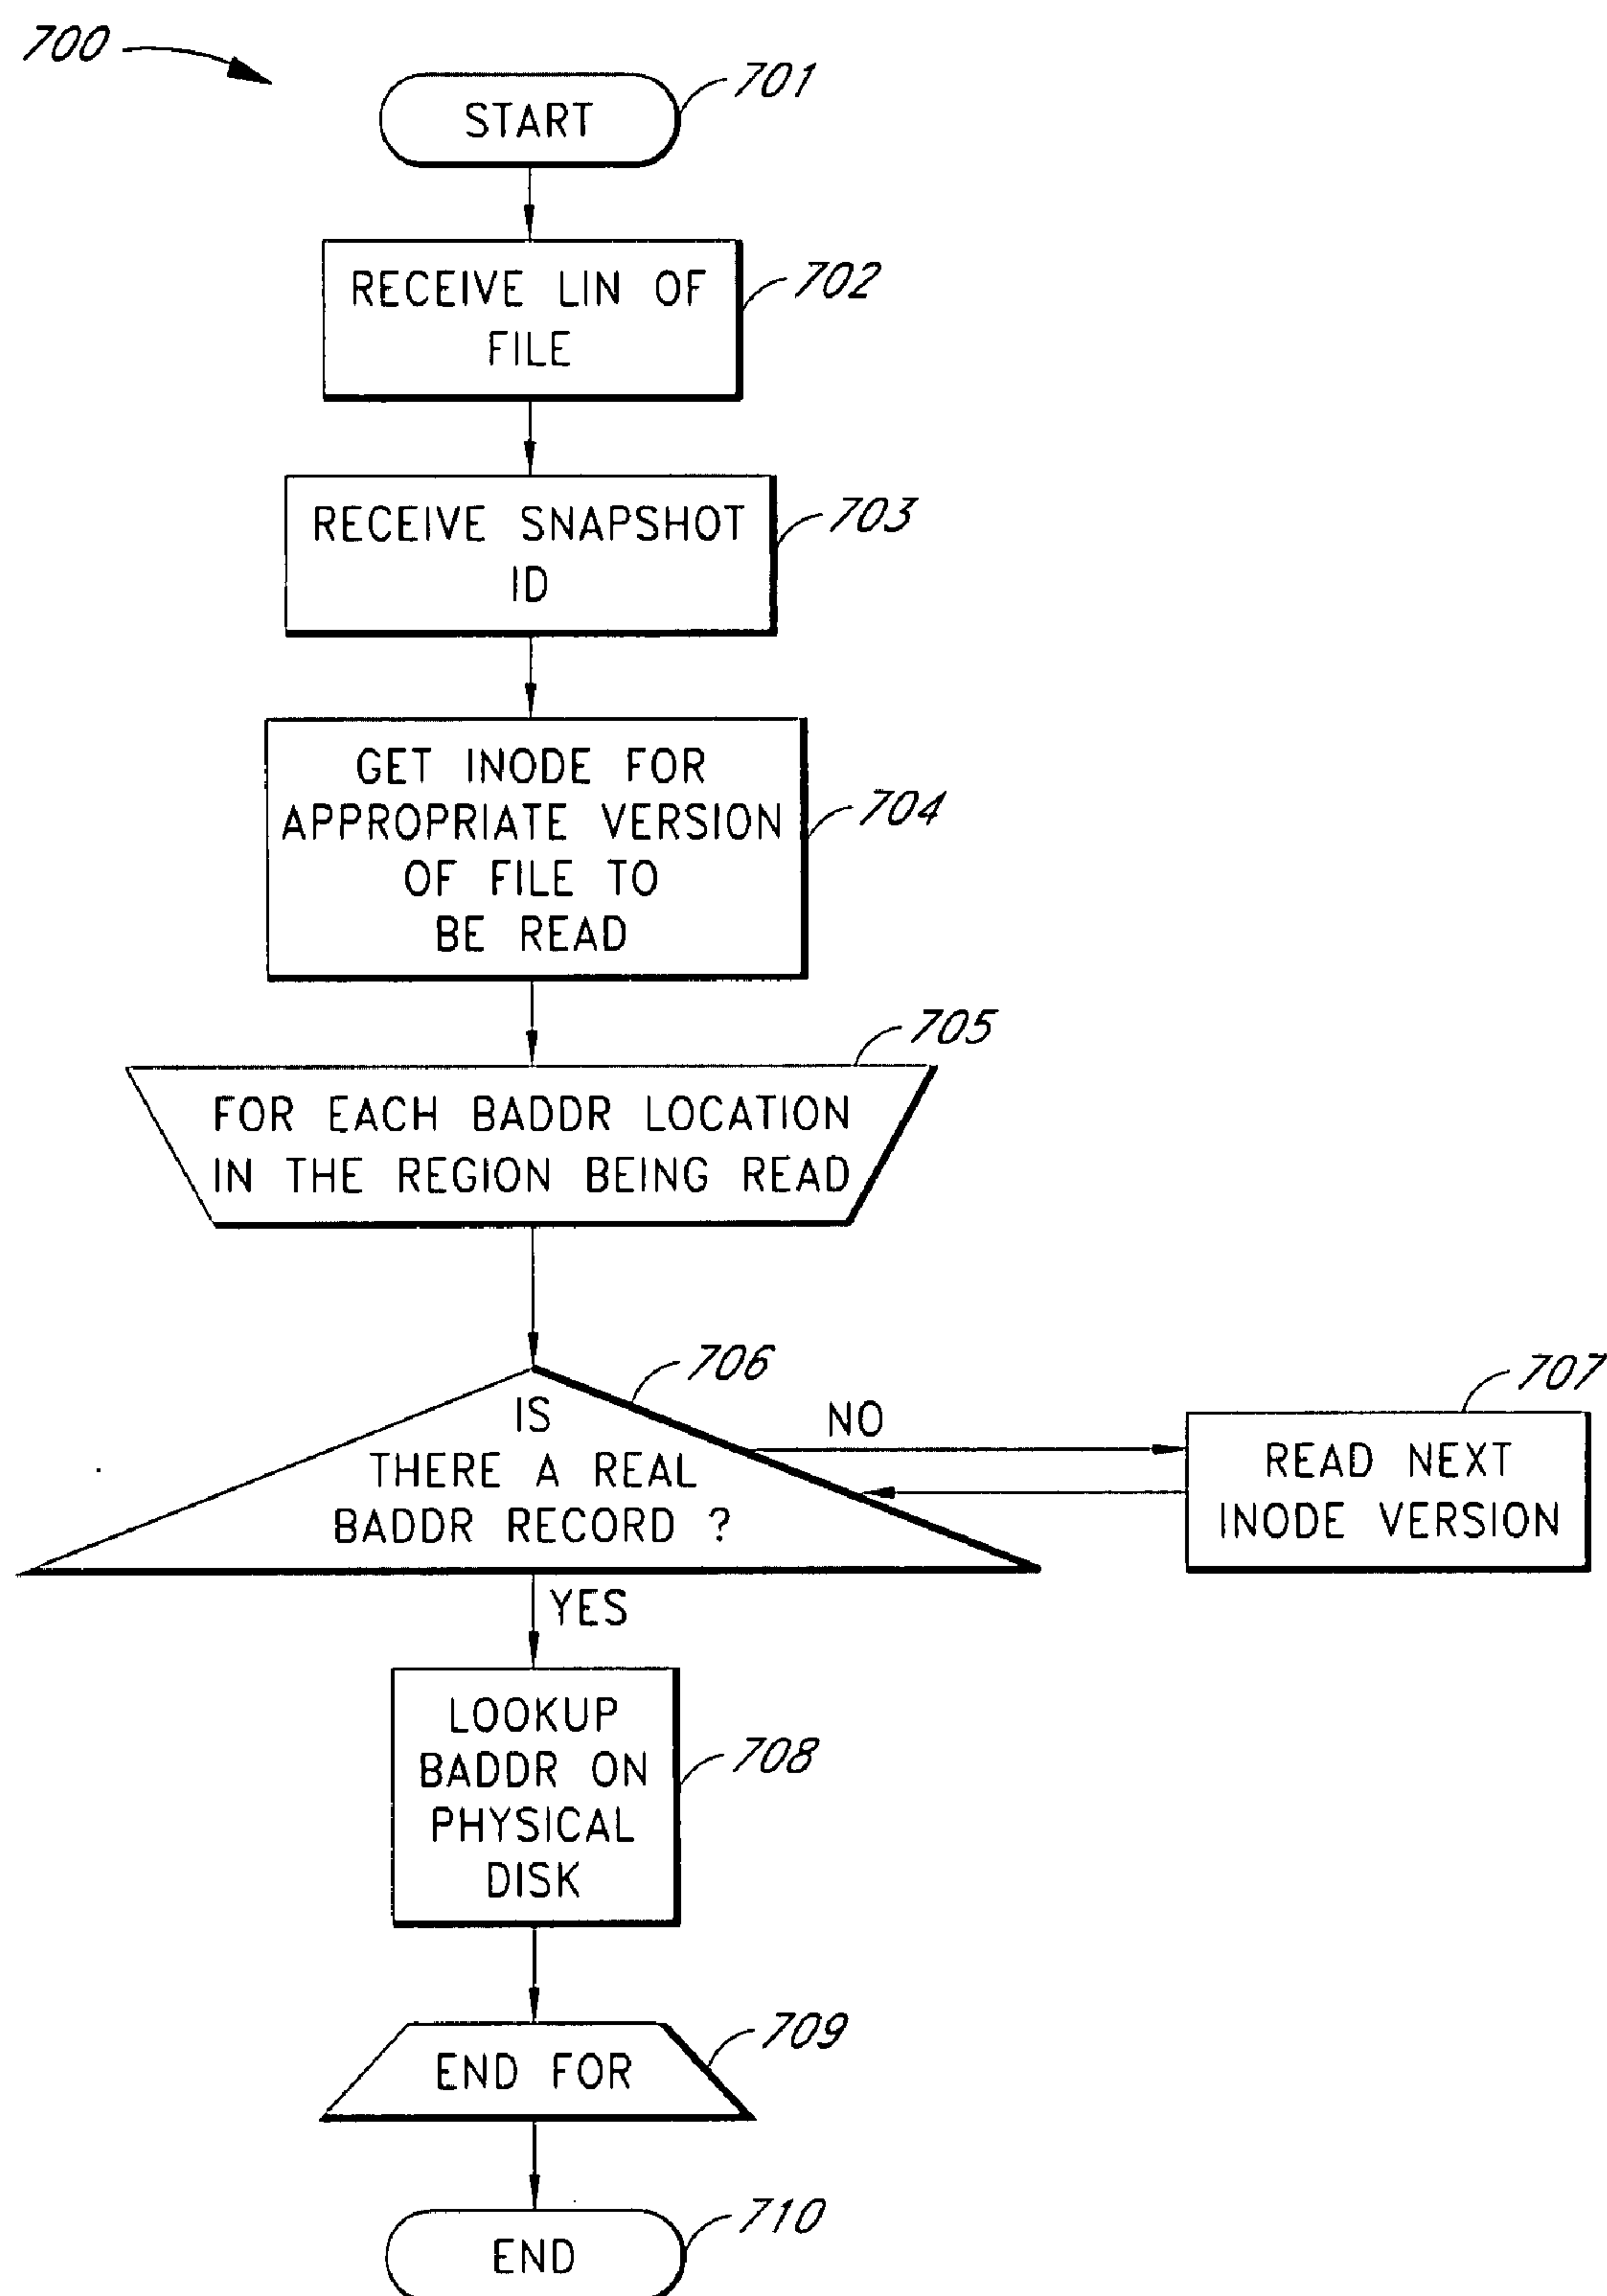 700
START
701
RECEIVE LIN OF
FILE
702
RECEIVE SNAPSHOT
ID
703
GET INODE FOR
APPROPRIATE VERSION
OF FILE TO
BE READ
704
705
FOR EACH BADDR LOCATION
IN THE REGION BEING READ
706
IS
THERE A REAL
BADDR RECORD ?
NO
707
READ NEXT
INODE VERSION
YES
LOOKUP
BADDR ON
PHYSICAL
DISK
708
END FOR
709
END
710